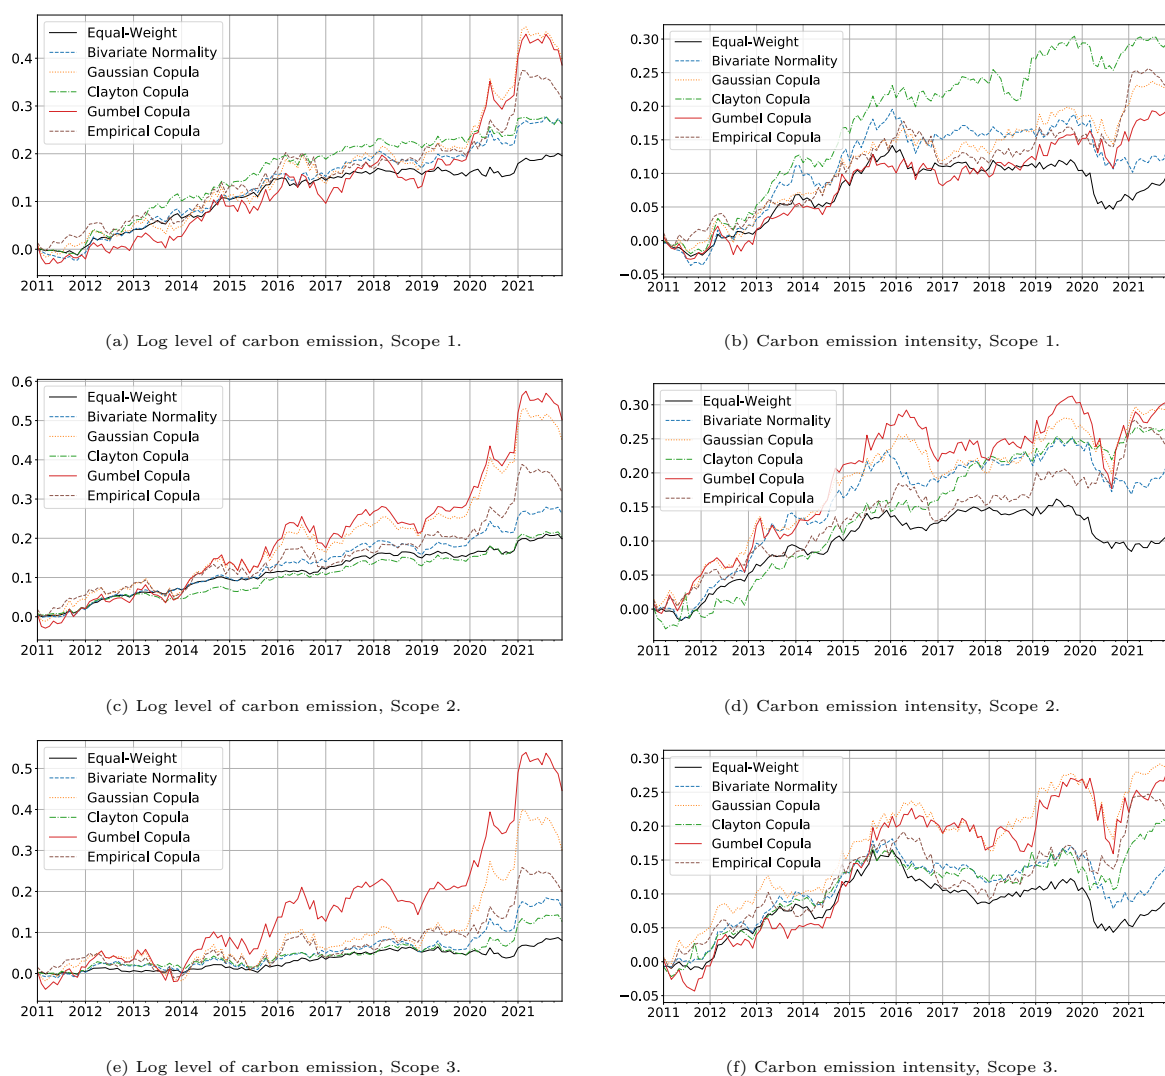 0.4
0.3
0.2
0.1
0.0
Equal-Weight
Bivariate Normality
Gaussian Copula
Clayton Copula
Gumbel Copula
Empirical Copula
2011 2012 2013 2014 2015 2016 2017 2018 2019 2020 2021
(a) Log level of carbon emission, Scope 1.
0.30
0.25
0.20
0.15
0.10
0.05
0.00
−0.05
Equal-Weight
Bivariate Normality
Gaussian Copula
Clayton Copula
Gumbel Copula
Empirical Copula
2011 2012 2013 2014 2015 2016 2017 2018 2019 2020 2021
(b) Carbon emission intensity, Scope 1.
0.6
0.5
0.4
0.3
0.2
0.1
0.0
Equal-Weight
Bivariate Normality
Gaussian Copula
Clayton Copula
Gumbel Copula
Empirical Copula
2011 2012 2013 2014 2015 2016 2017 2018 2019 2020 2021
(c) Log level of carbon emission, Scope 2.
0.30
0.25
0.20
0.15
0.10
0.05
0.00
Equal-Weight
Bivariate Normality
Gaussian Copula
Clayton Copula
Gumbel Copula
Empirical Copula
2011 2012 2013 2014 2015 2016 2017 2018 2019 2020 2021
(d) Carbon emission intensity, Scope 2.
0.5
0.4
0.3
0.2
0.1
0.0
Equal-Weight
Bivariate Normality
Gaussian Copula
Clayton Copula
Gumbel Copula
Empirical Copula
2011 2012 2013 2014 2015 2016 2017 2018 2019 2020 2021
(e) Log level of carbon emission, Scope 3.
0.30
0.25
0.20
0.15
0.10
0.05
0.00
−0.05
Equal-Weight
Bivariate Normality
Gaussian Copula
Clayton Copula
Gumbel Copula
Empirical Copula
2011 2012 2013 2014 2015 2016 2017 2018 2019 2020 2021
(f) Carbon emission intensity, Scope 3.